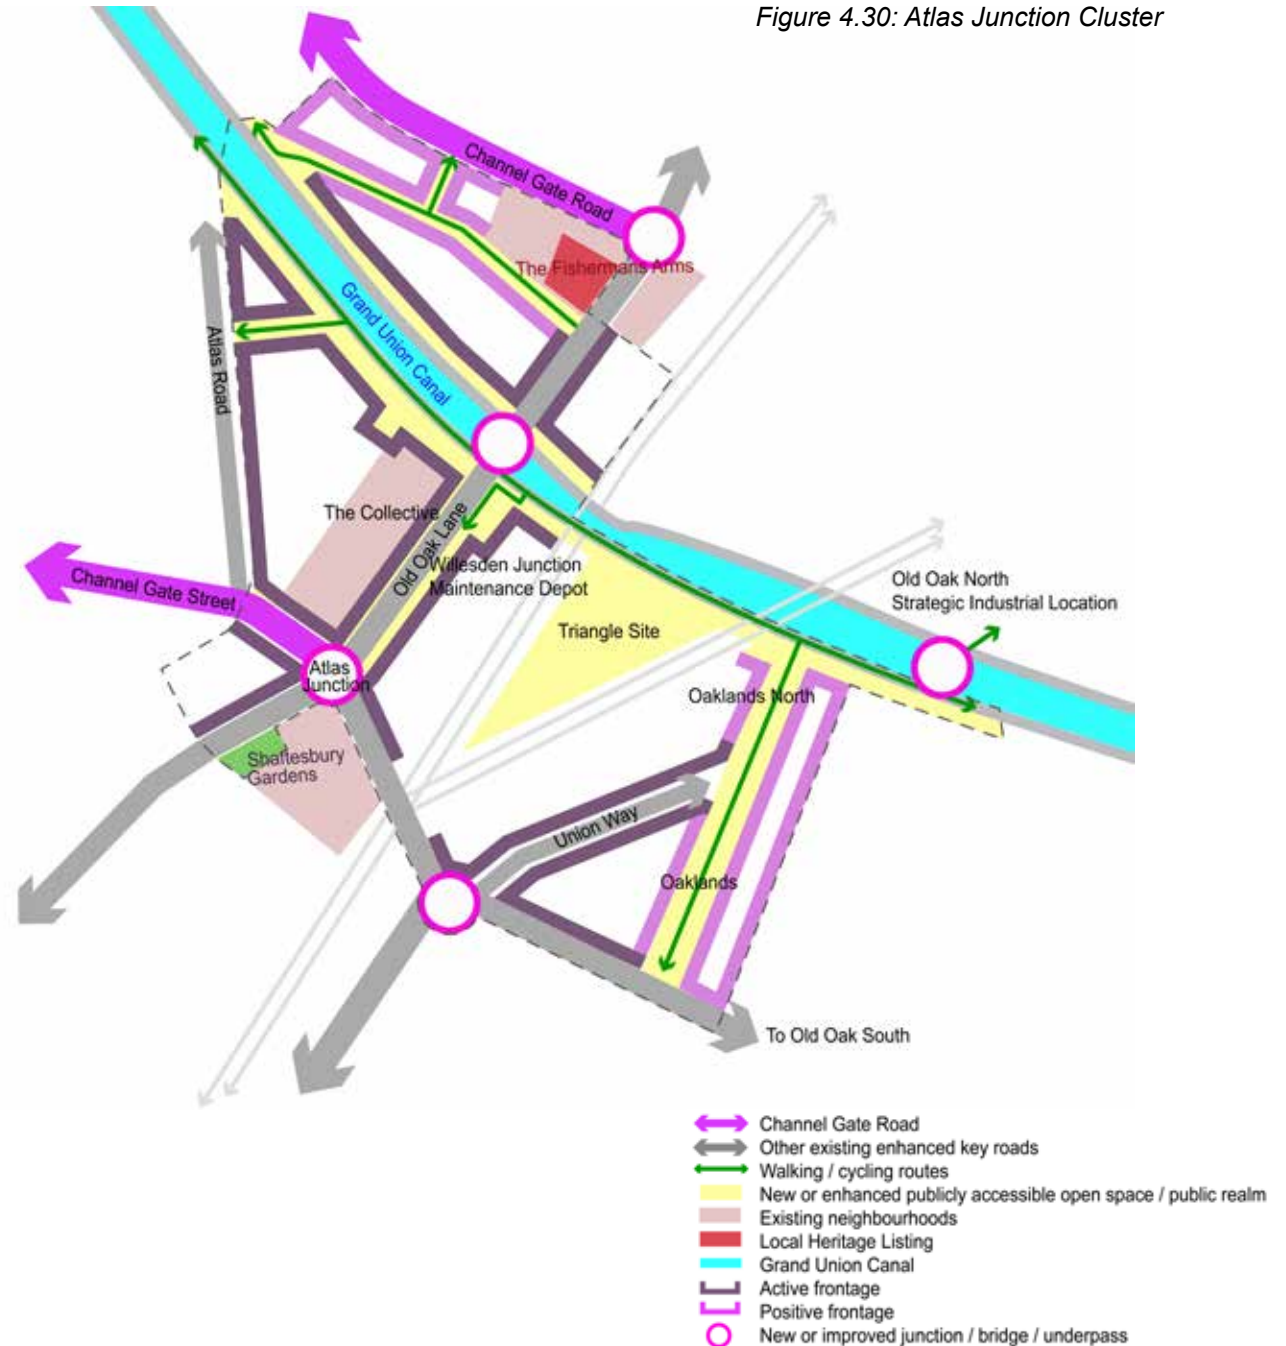 Figure 4.30: Atlas Junction Cluster
Channel Gate Road
The Fishermans Arms
Grand Union Canal
Atlas Road
The Collective
Old Oak Lane
Willesden Junction
Maintenance Depot
Channel Gate Street
Old Oak North
Strategic Industrial Location
Triangle Site
Atlas
Junction
Oaklands North
Shaftesbury
Gardens
Union Way
Oaklands
To Old Oak South
Channel Gate Road
Other existing enhanced key roads
Walking / cycling routes
New or enhanced publicly accessible open space / public realm
Existing neighbourhoods
Local Heritage Listing
Grand Union Canal
Active frontage
Positive frontage
New or improved junction / bridge / underpass